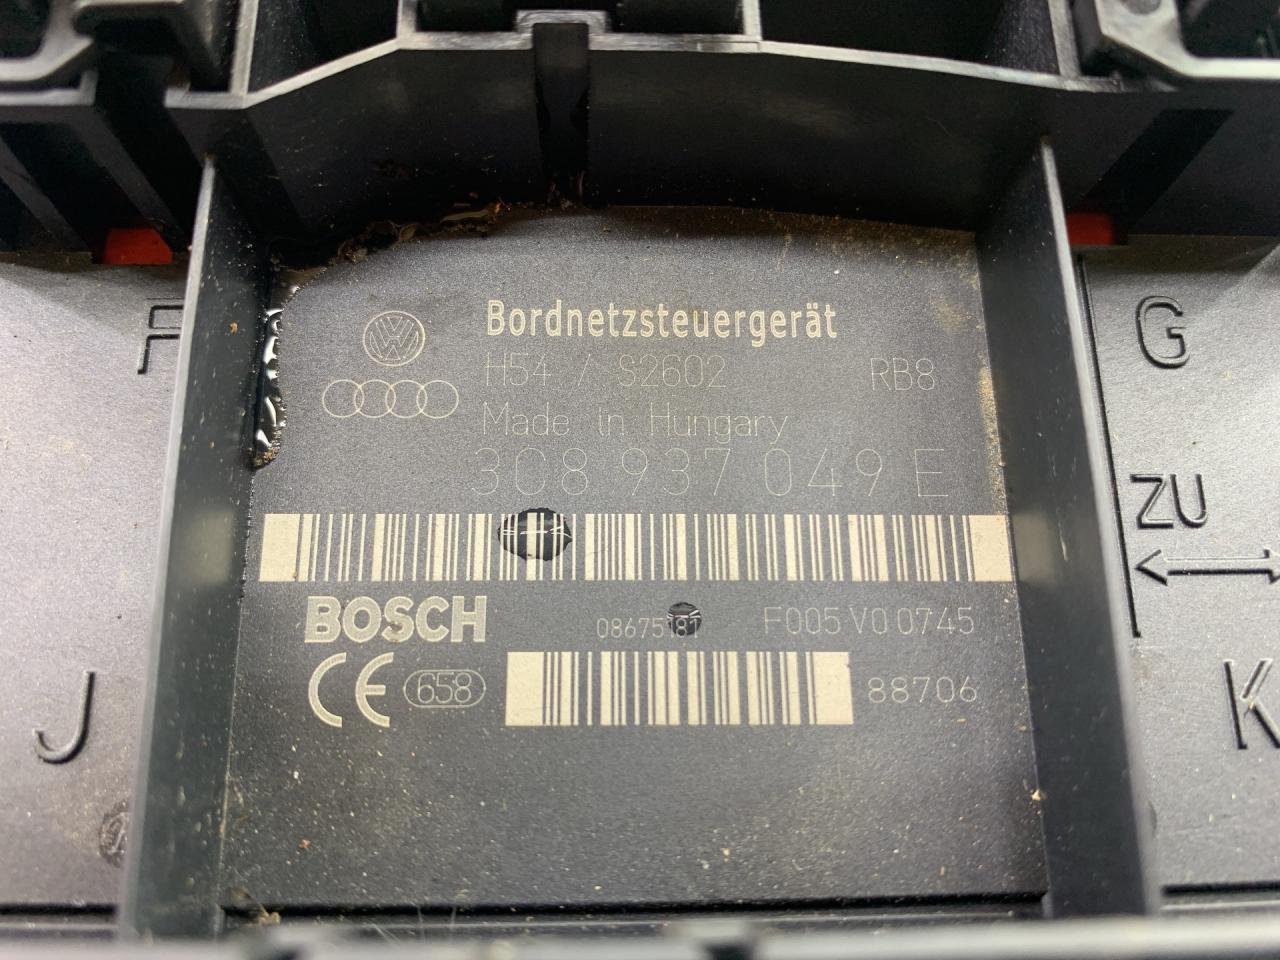 F
Bordnetzsteuergerät
H54 / S2602 RB8
Made in Hungary
3C8 937 049 E
G
ZU
BOSCH
08675181 F005 V0 0745
CE 658 88706
J
K